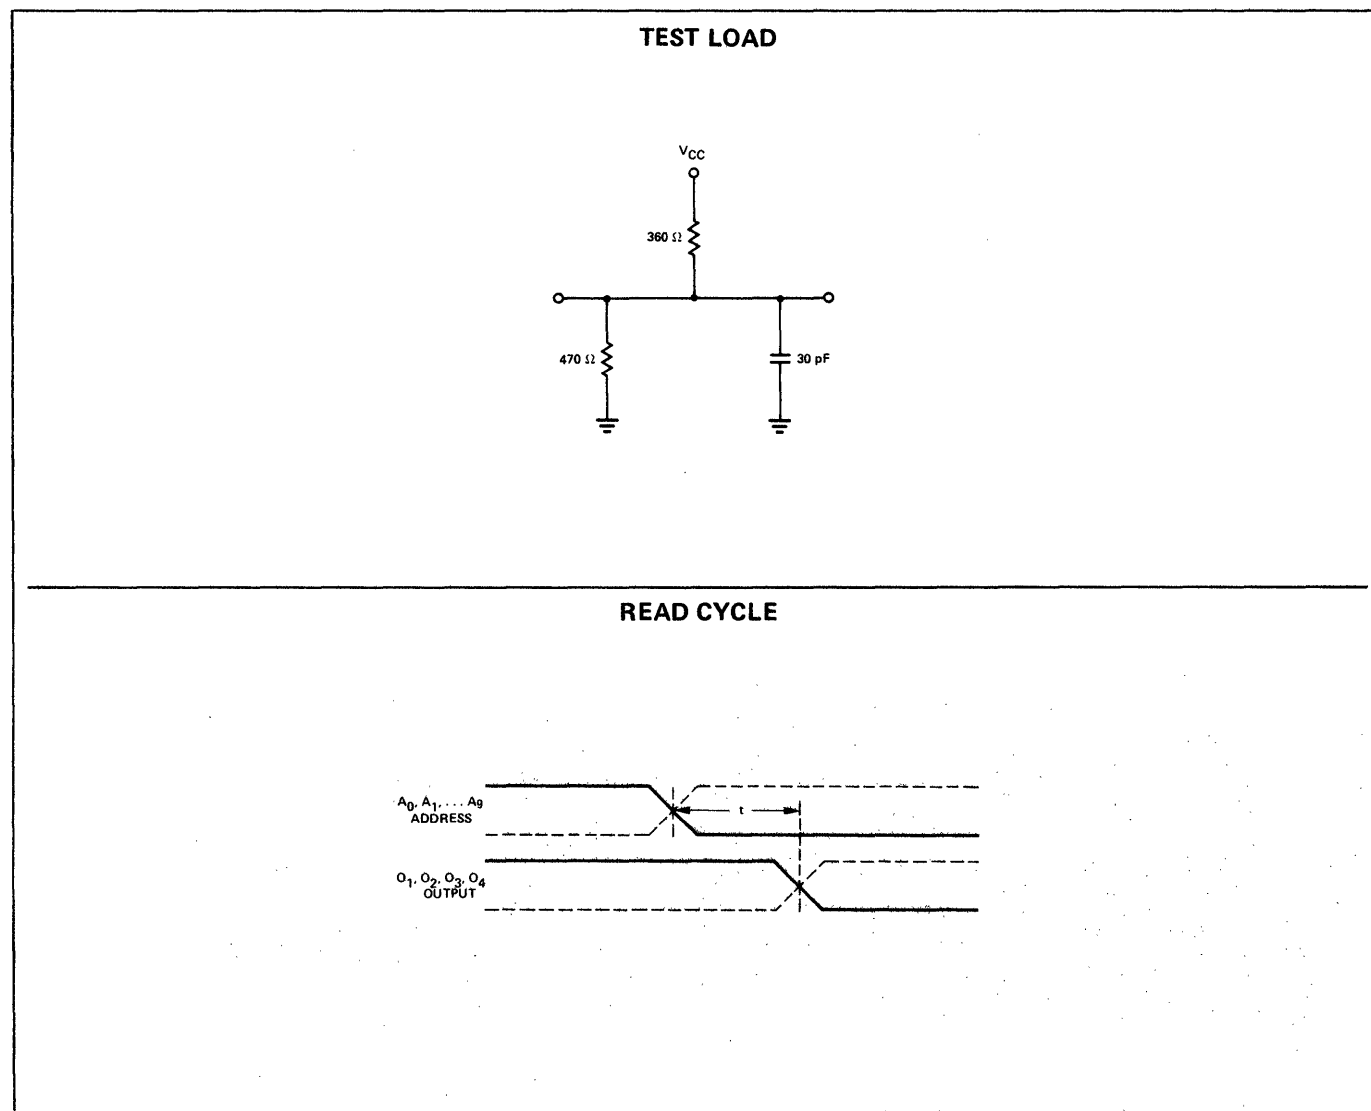 TEST LOAD
VCC
360 Ω
470 Ω
30 pF
READ CYCLE
A0, A1, ... A9
ADDRESS
t
O1, O2, O3, O4
OUTPUT